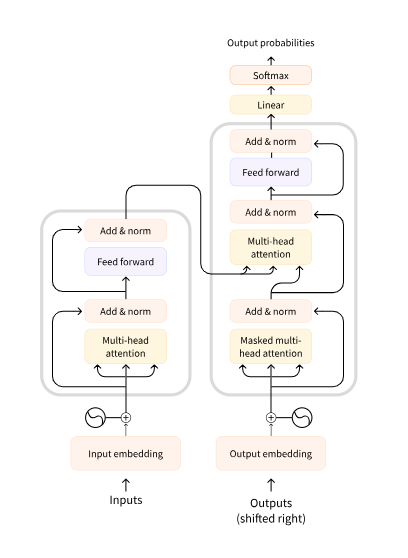 Output probabilities
Softmax
Linear
Add & norm
Feed forward
Add & norm
Multi-head
attention
Add & norm
Masked multi-
head attention
Output embedding
Outputs
(shifted right)
Add & norm
Feed forward
Add & norm
Multi-head
attention
Input embedding
Inputs